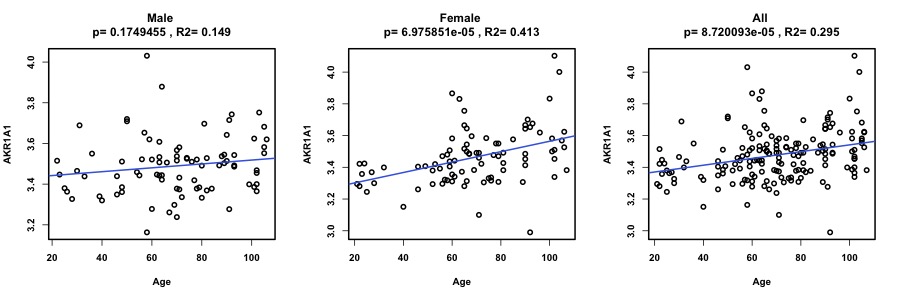 Male
p= 0.1749455 , R2= 0.149
AKR1A1
4.0
3.8
3.6
3.4
3.2
20 40 60 80 100
Age
Female
p= 6.975851e-05 , R2= 0.413
AKR1A1
4.0
3.8
3.6
3.4
3.2
3.0
20 40 60 80 100
Age
All
p= 8.720093e-05 , R2= 0.295
AKR1A1
4.0
3.8
3.6
3.4
3.2
3.0
20 40 60 80 100
Age